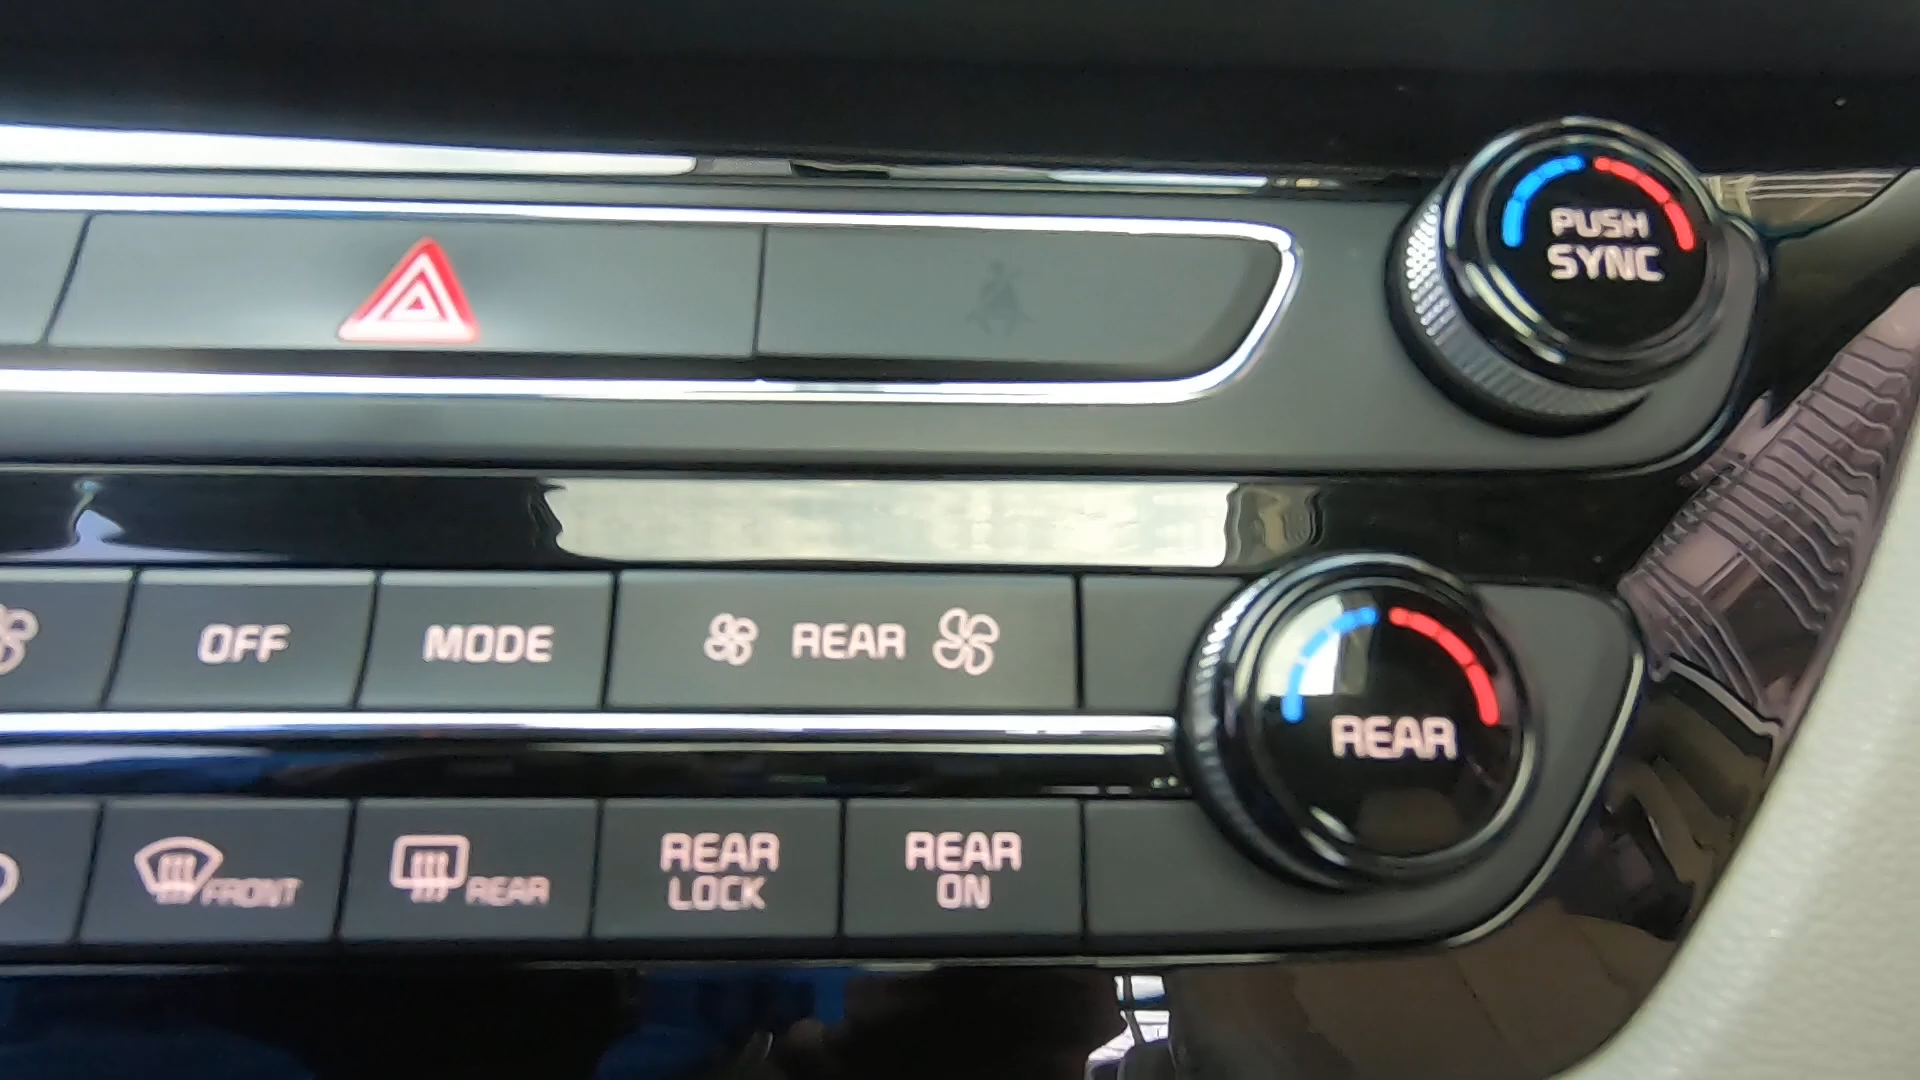 PUSH
SYNC
OFF
MODE
REAR
REAR
FRONT
REAR
REAR
LOCK
REAR
ON